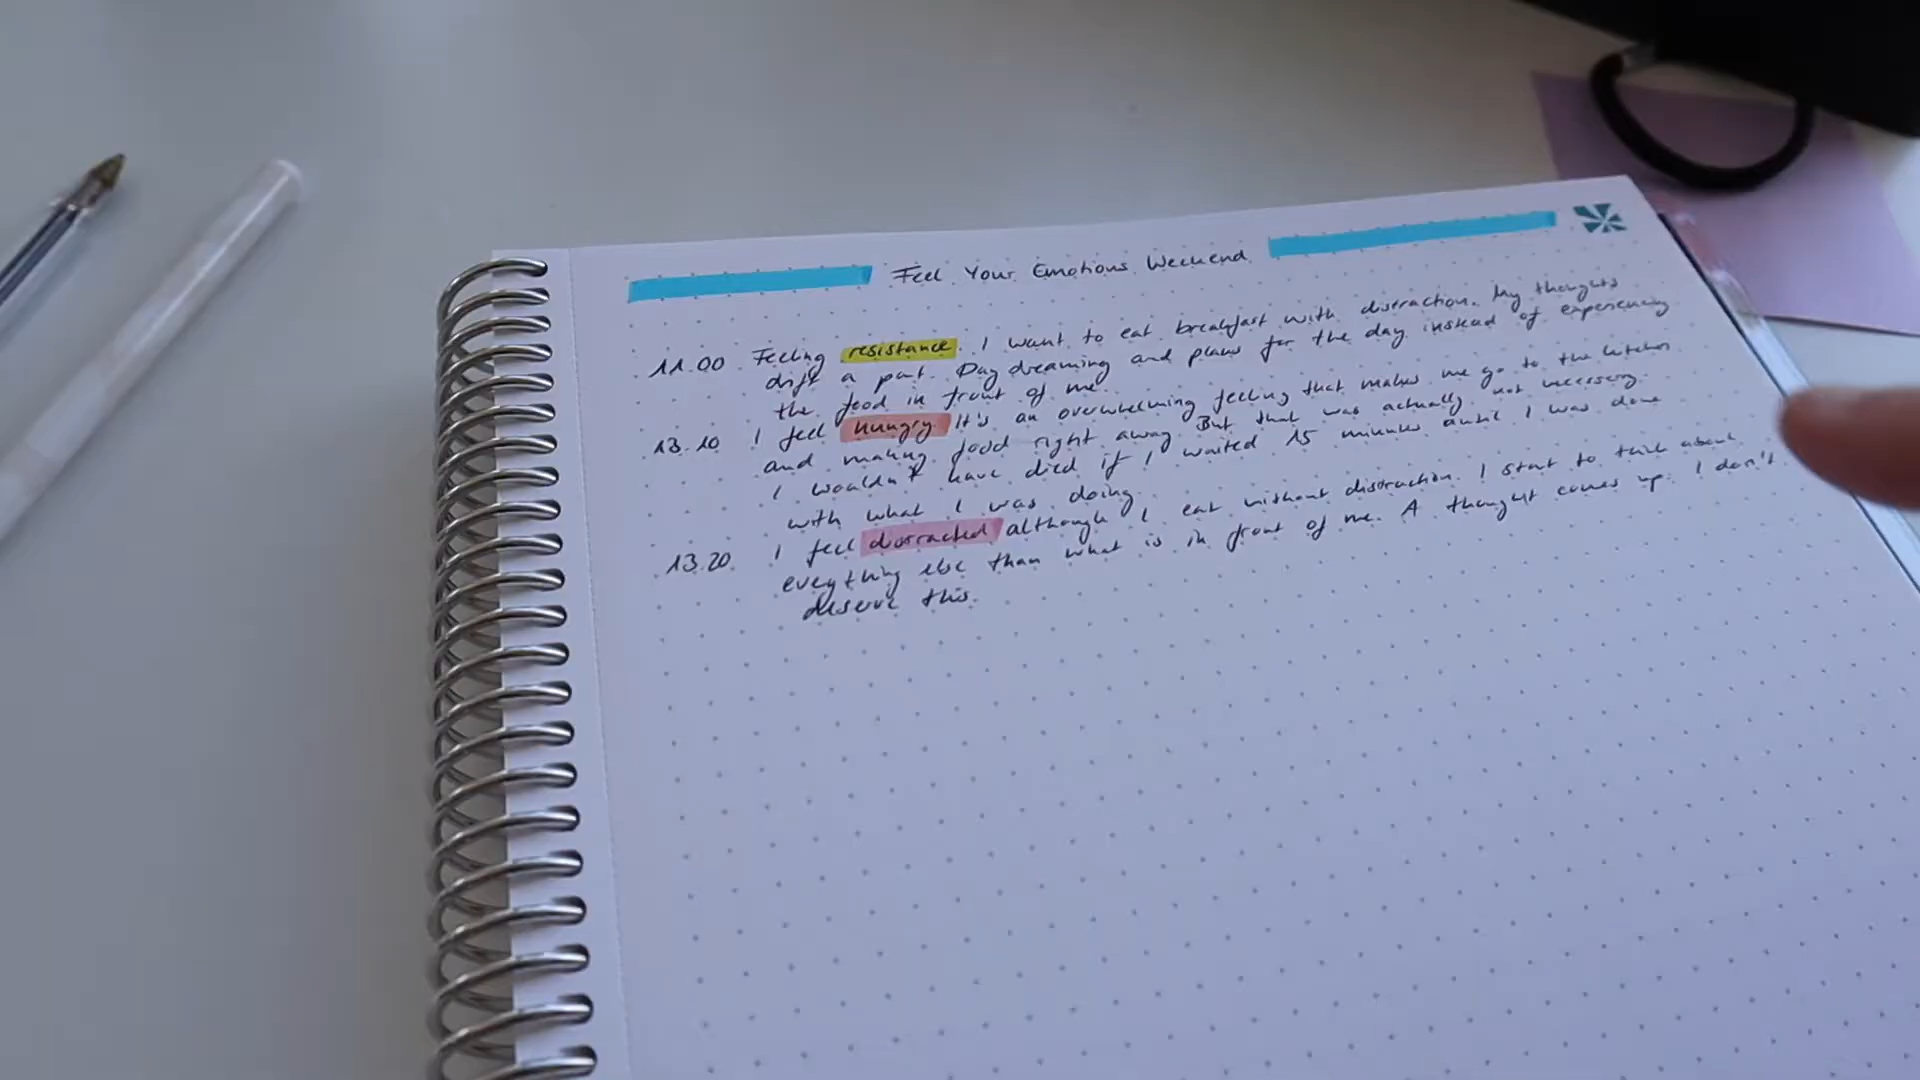 Feel Your Emotions Weekend
11.00 Feeling resistance. I want to eat breakfast with distraction. My thoughts
drift a part. Day dreaming and plans for the day instead of experiencing
the food in front of me.
13.10 I feel hungry. It's an overwhelming feeling that makes me go to the kitchen
and making food right away. But that was actually not necessary.
I wouldn't have died if I waited 15 minutes until I was done
with what I was doing.
13.20 I feel distracted although I eat without distraction. I start to think about
everything else than what is in front of me. A thought comes up. I don't
deserve this.